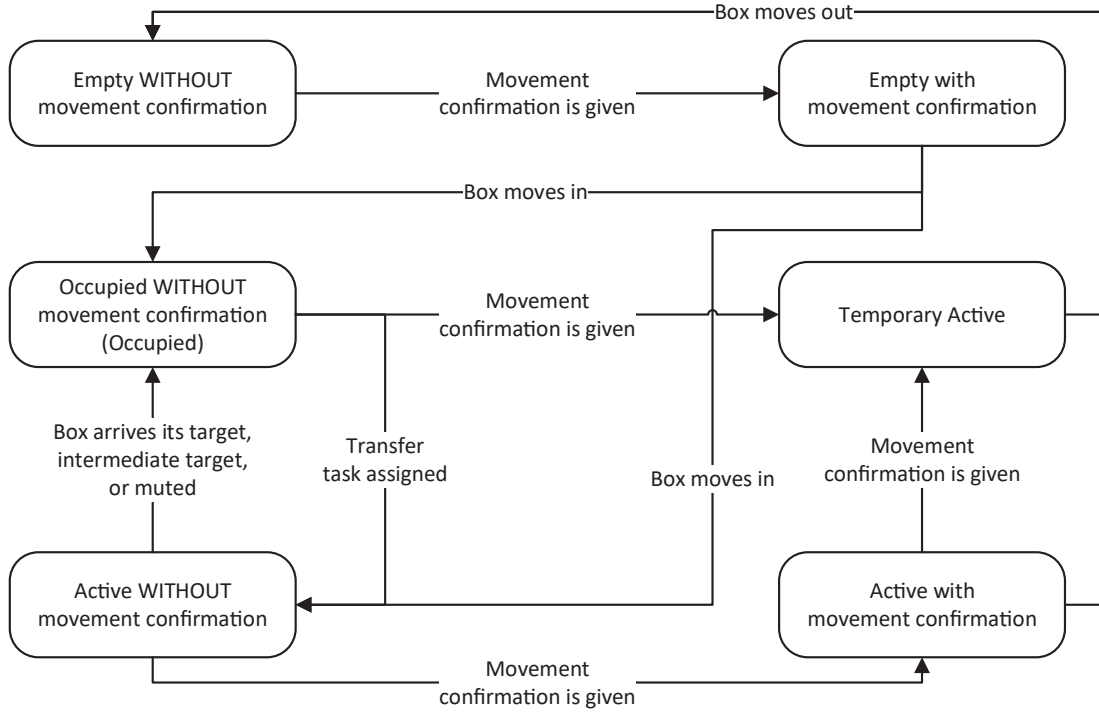 Box moves out
Empty WITHOUT
movement confirmation
Movement
confirmation is given
Empty with
movement confirmation
Box moves in
Occupied WITHOUT
movement confirmation
(Occupied)
Movement
confirmation is given
Temporary Active
Box arrives its target,
intermediate target,
or muted
Transfer
task assigned
Box moves in
Movement
confirmation is given
Active WITHOUT
movement confirmation
Active with
movement confirmation
Movement
confirmation is given